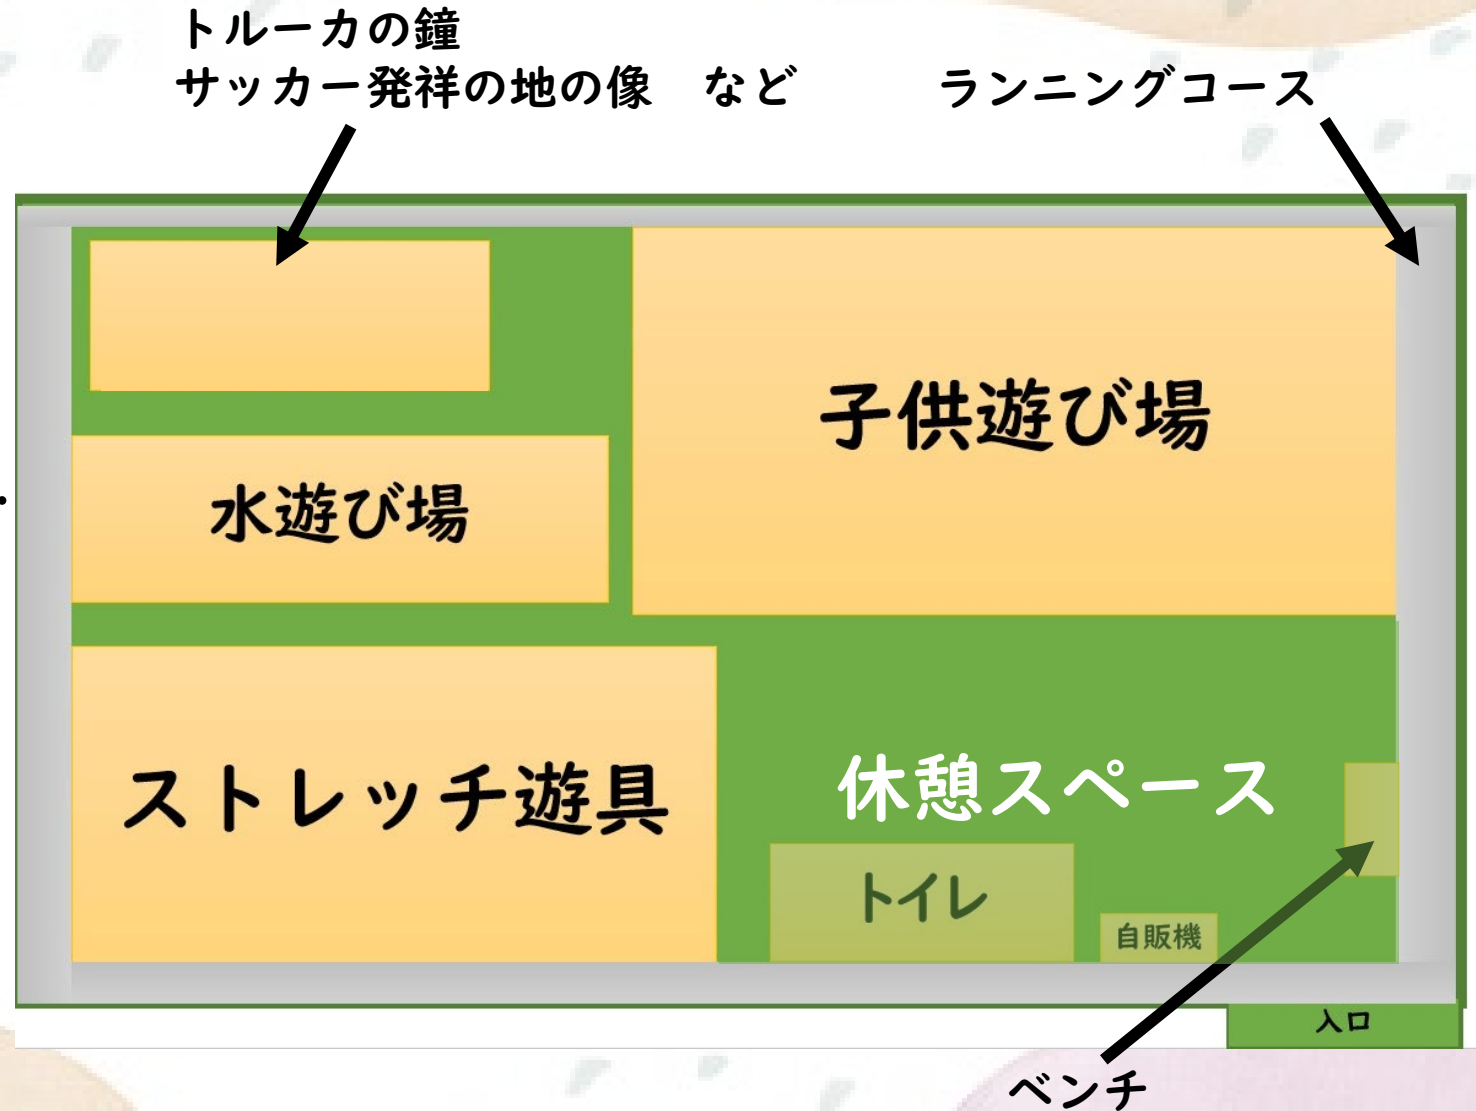 トルーカの鐘
サッカー発祥の地の像　など
ランニングコース
子供遊び場
水遊び場
ストレッチ遊具
休憩スペース
トイレ
自販機
入口
ベンチ